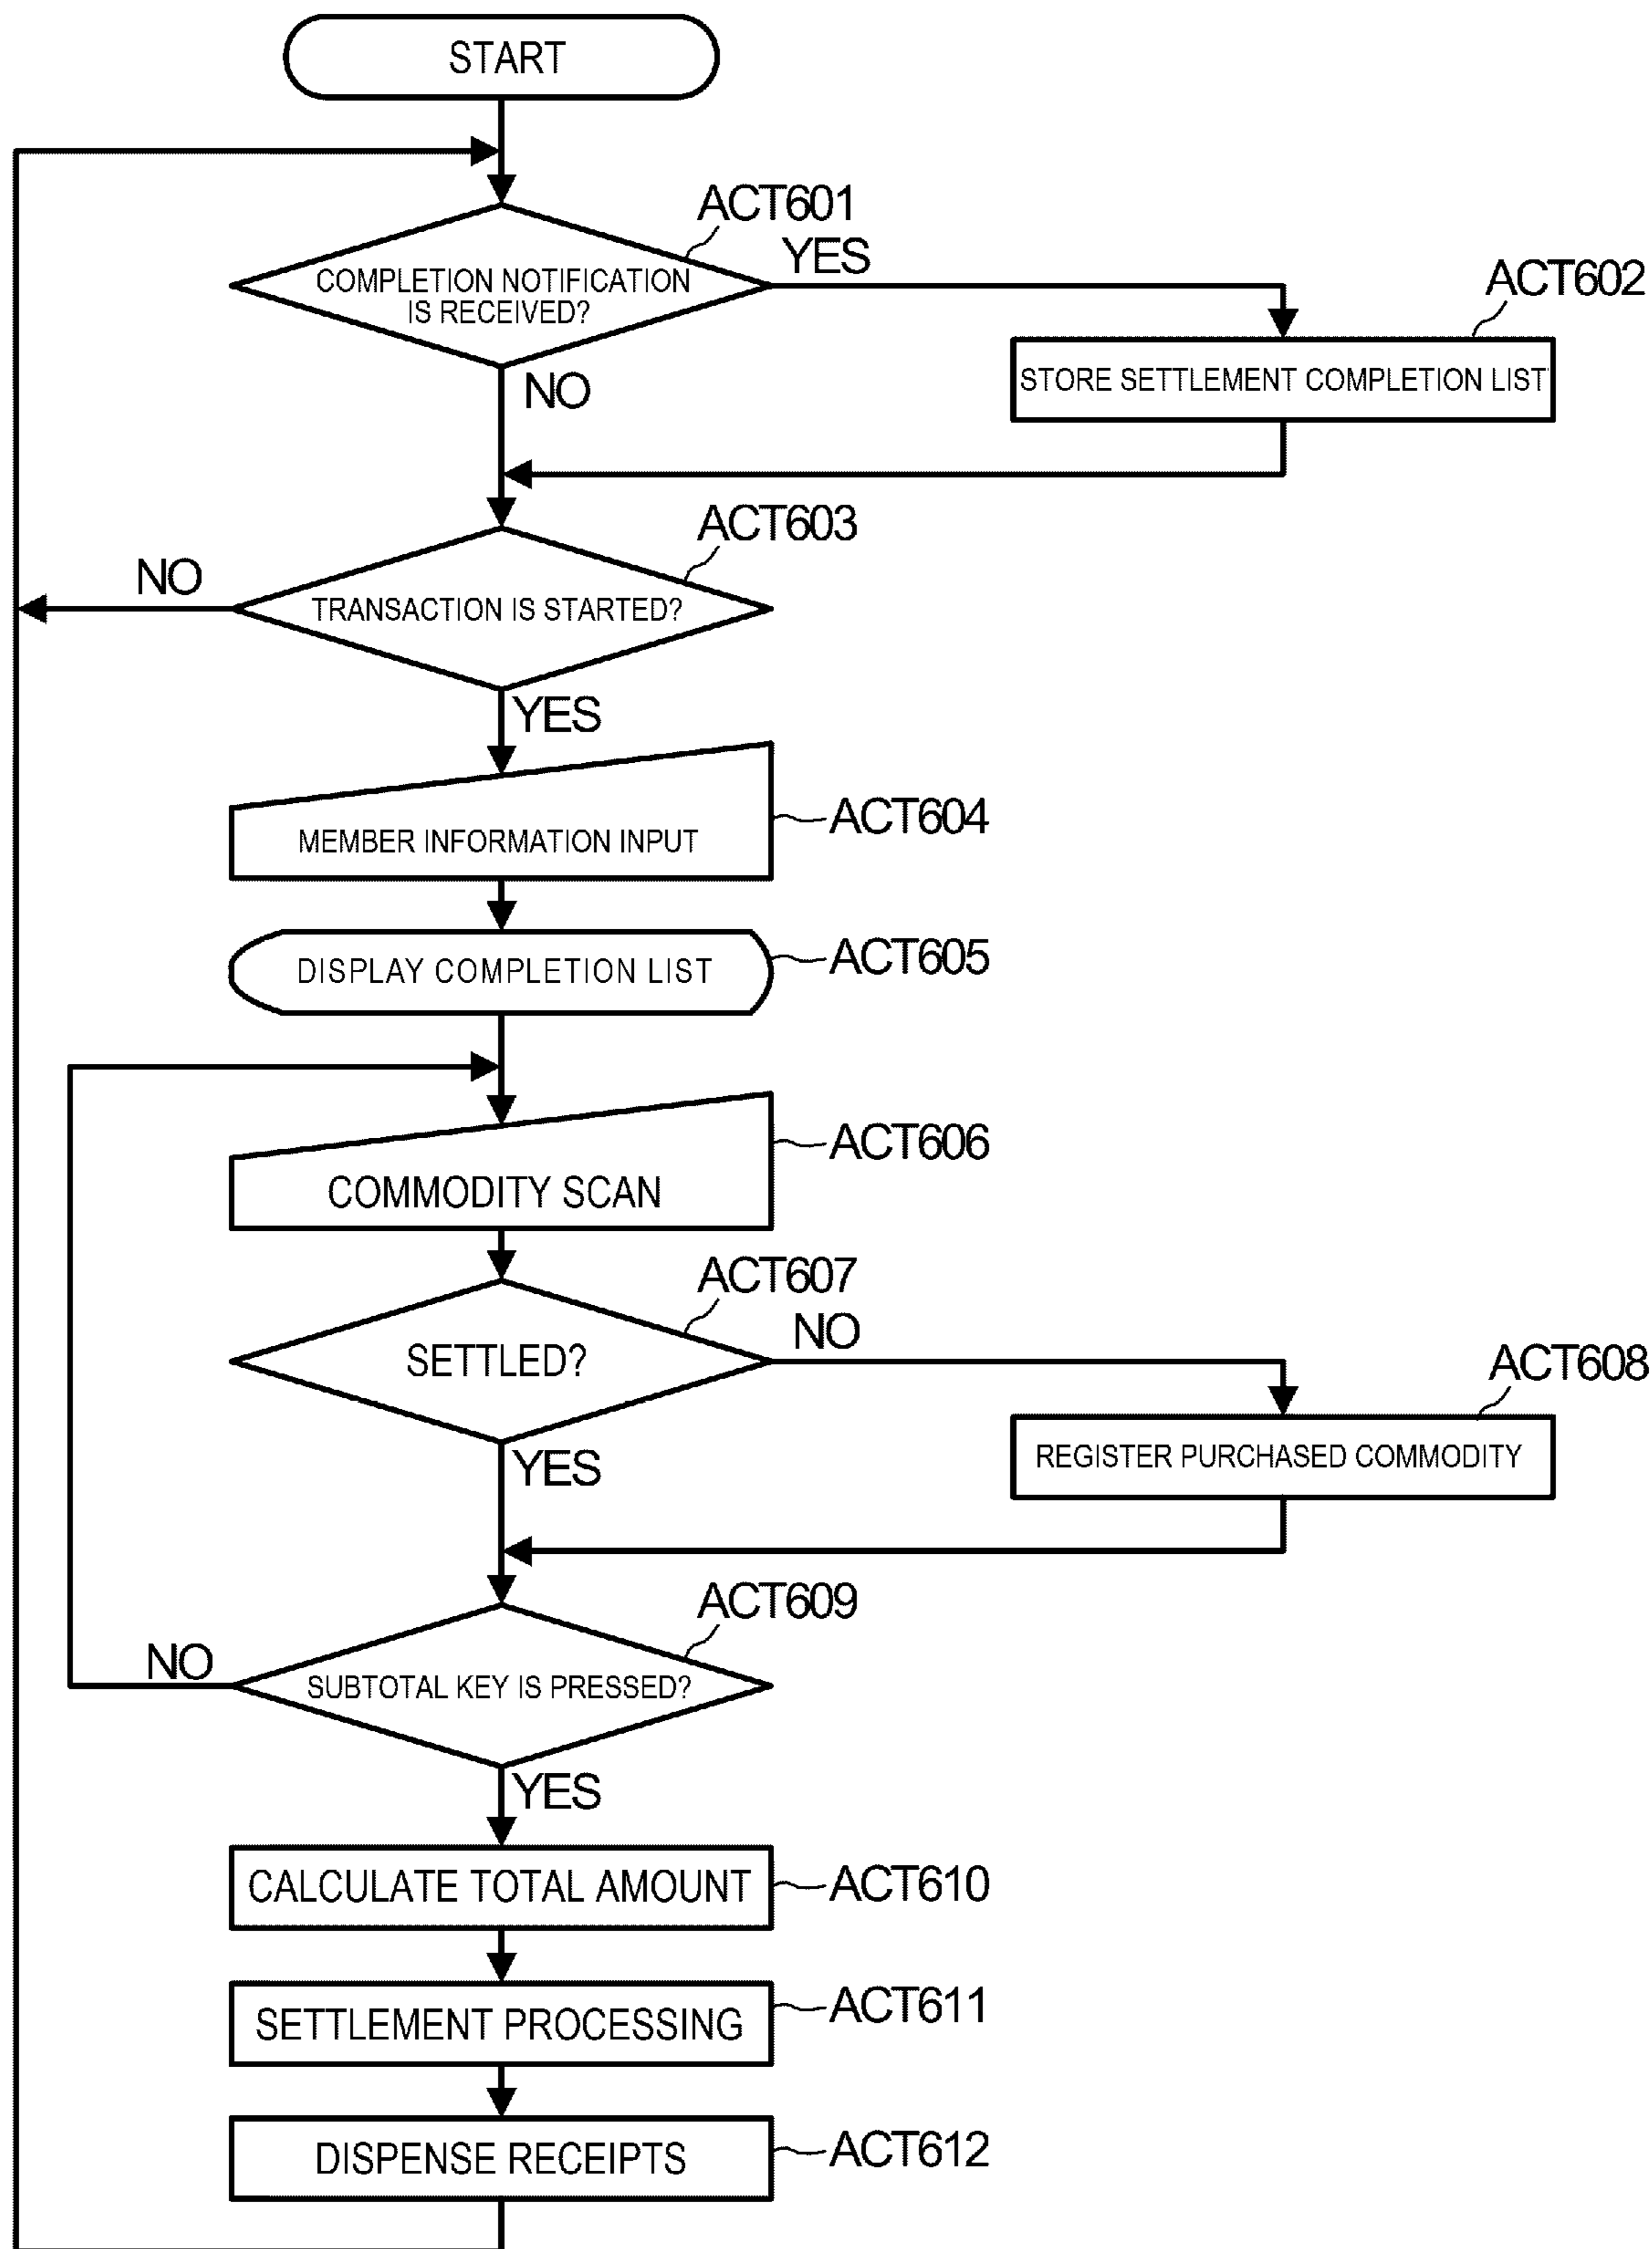 START
ACT601
COMPLETION NOTIFICATION
IS RECEIVED?
YES
NO
ACT602
STORE SETTLEMENT COMPLETION LIST
ACT603
NO
TRANSACTION IS STARTED?
YES
MEMBER INFORMATION INPUT
ACT604
DISPLAY COMPLETION LIST
ACT605
COMMODITY SCAN
ACT606
ACT607
SETTLED?
NO
YES
ACT608
REGISTER PURCHASED COMMODITY
ACT609
NO
SUBTOTAL KEY IS PRESSED?
YES
CALCULATE TOTAL AMOUNT
ACT610
SETTLEMENT PROCESSING
ACT611
DISPENSE RECEIPTS
ACT612